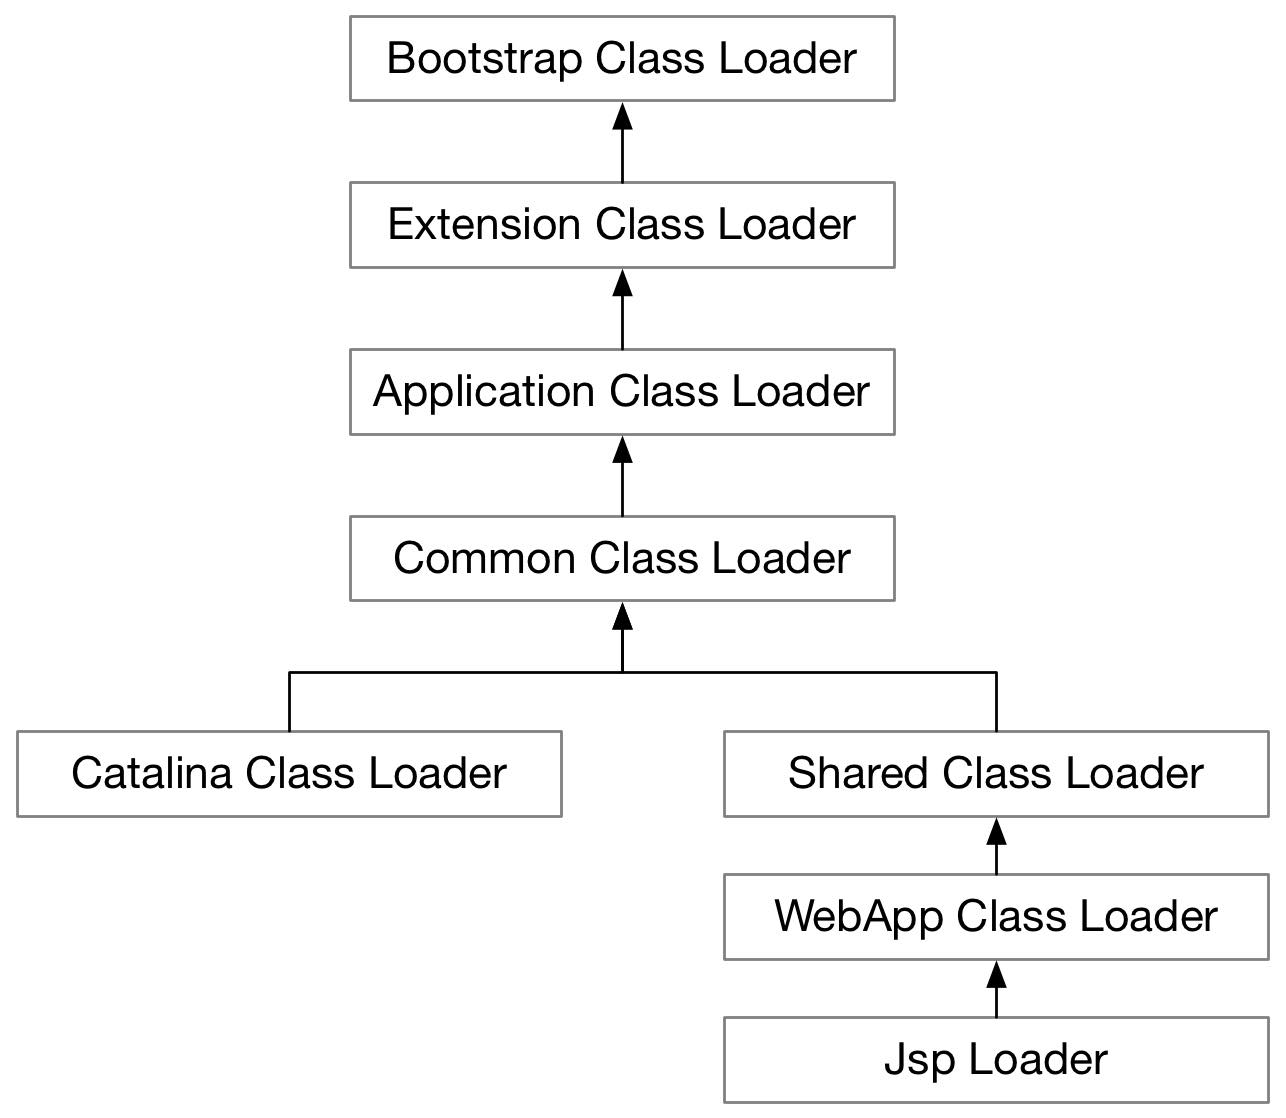 Bootstrap Class Loader
Extension Class Loader
Application Class Loader
Common Class Loader
Catalina Class Loader
Shared Class Loader
WebApp Class Loader
Jsp Loader